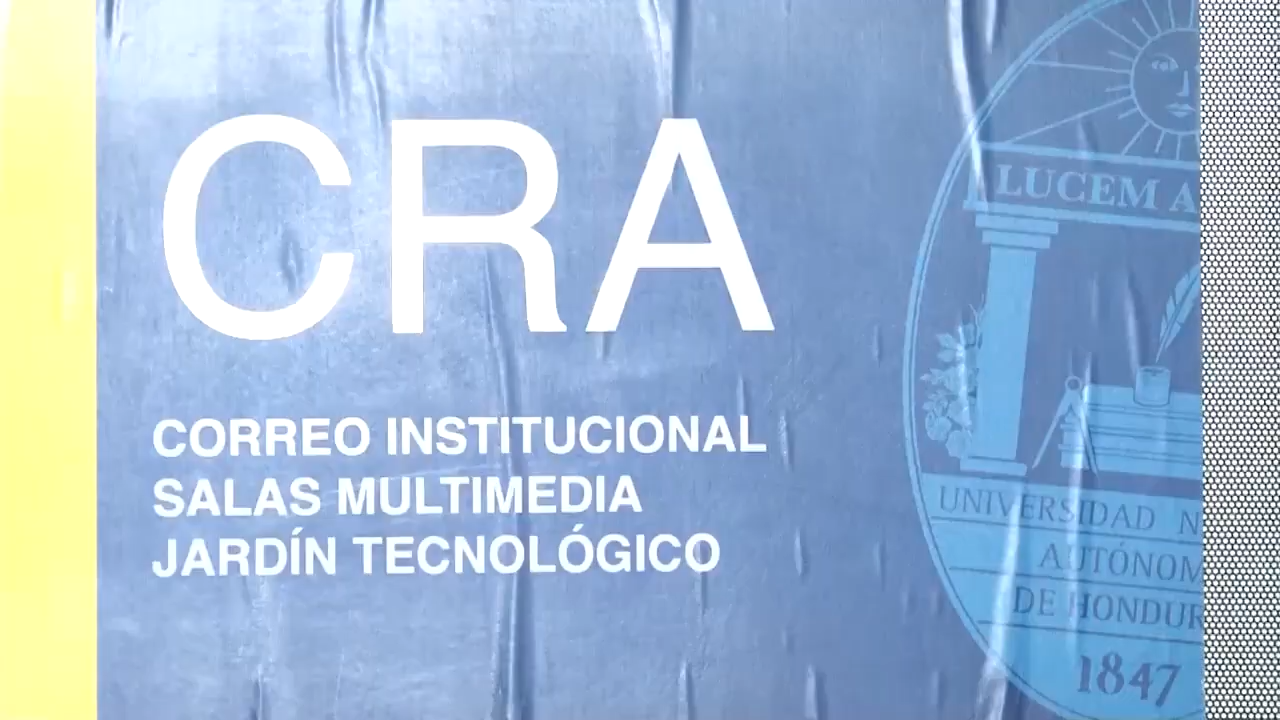 CRA
CORREO INSTITUCIONAL
SALAS MULTIMEDIA
JARDÍN TECNOLÓGICO
LUCEM A
UNIVERSIDAD N
AUTÓNOM
DE HONDUR
1847